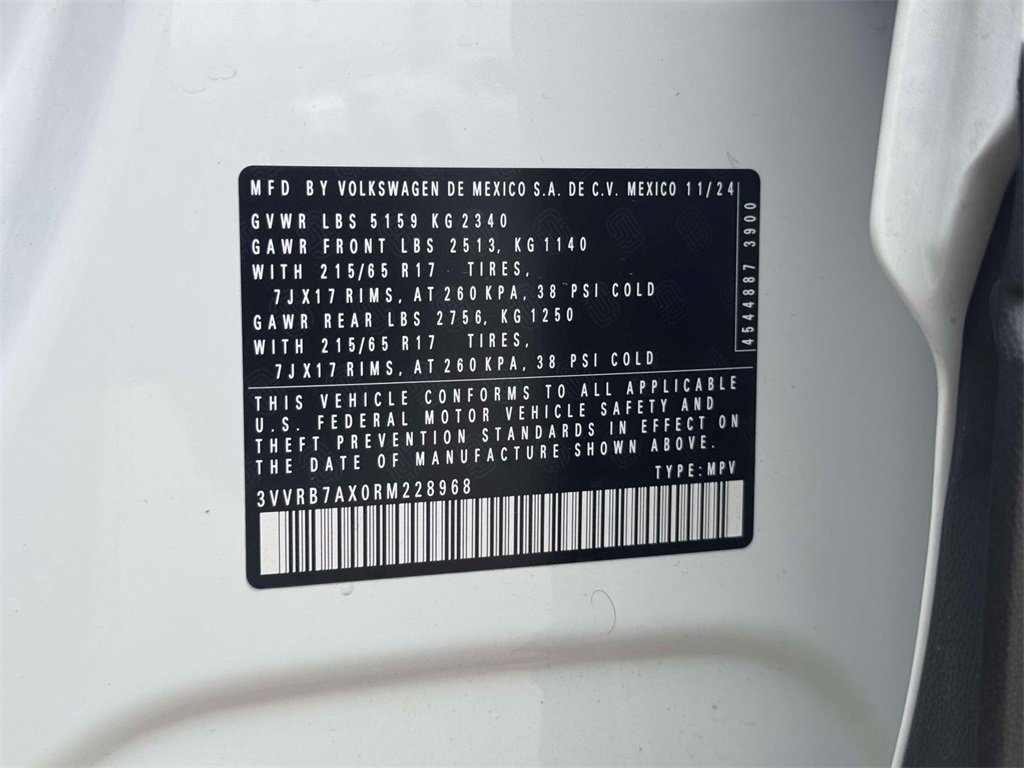 MFD BY VOLKSWAGEN DE MEXICO S.A. DE C.V. MEXICO 11/24
GVWR LBS 5159 KG 2340
GAWR FRONT LBS 2513, KG 1140
WITH 215/65 R17 TIRES,
7JX17 RIMS, AT 260 KPA, 38 PSI COLD
GAWR REAR LBS 2756, KG 1250
WITH 215/65 R17 TIRES,
7JX17 RIMS, AT 260 KPA, 38 PSI COLD
4544887 3900
THIS VEHICLE CONFORMS TO ALL APPLICABLE
U.S. FEDERAL MOTOR VEHICLE SAFETY AND
THEFT PREVENTION STANDARDS IN EFFECT ON
THE DATE OF MANUFACTURE SHOWN ABOVE.
TYPE: MPV
3VVRB7AX0RM228968